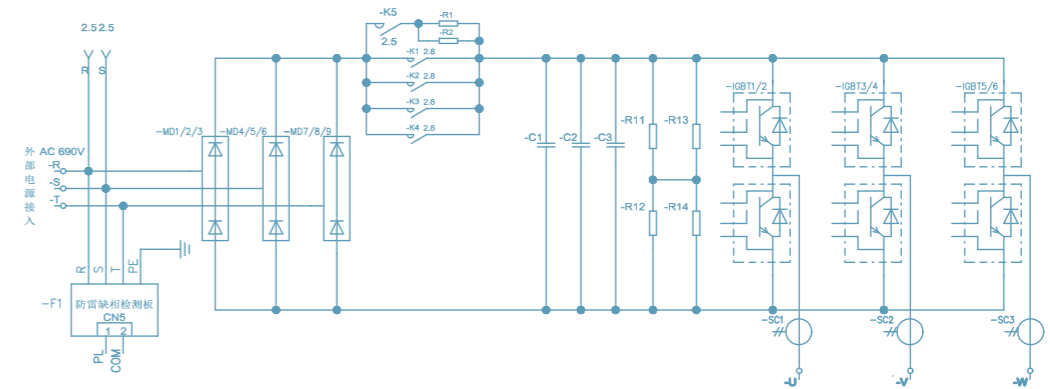 2.5 2.5
R S
-K5
2.5
-R1
-R2
-K1 2.8
-K2 2.8
-K3 2.8
-K4 2.8
-MD1/2/3
-MD4/5/6
-MD7/8/9
外部电源接入
AC 690V
-R
-S
-T
R S T PE
-F1
防雷缺相检测板
CN5
1 2
PL COM
-C1
-C2
-C3
-R11
-R13
-R12
-R14
-IGBT1/2
-IGBT3/4
-IGBT5/6
-SC1
-SC2
-SC3
-U
-V
-W